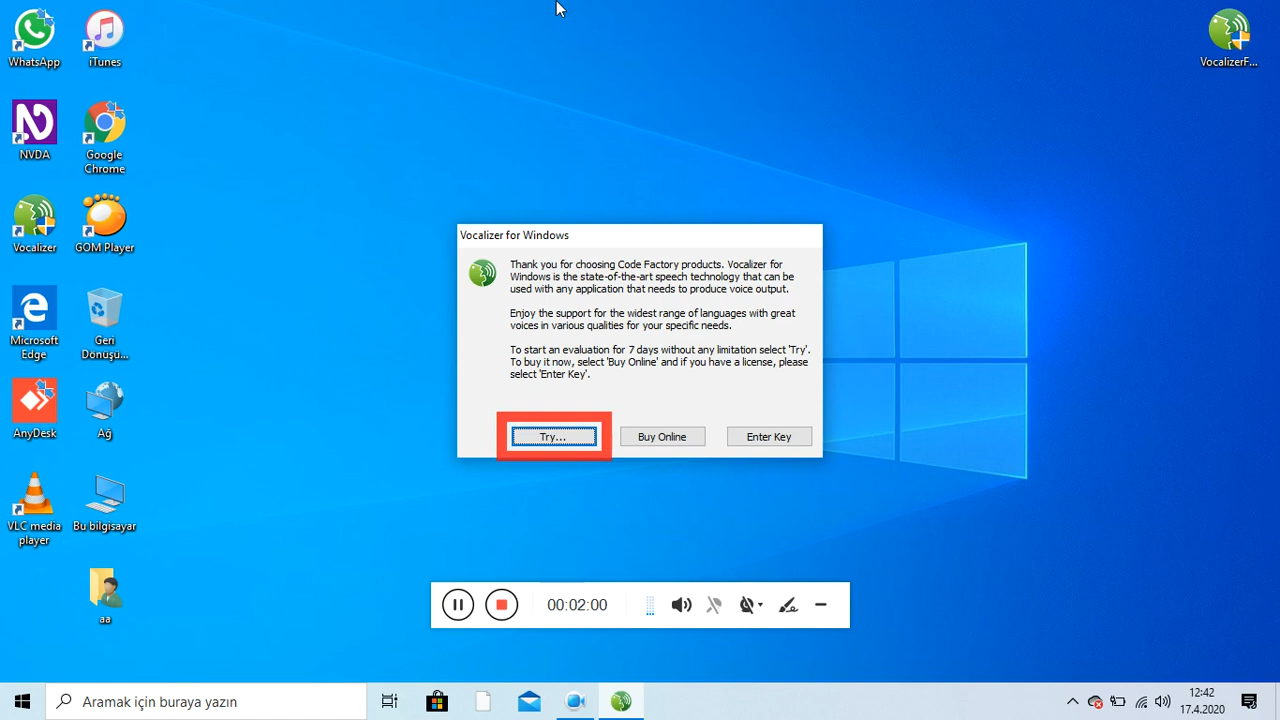 WhatsApp
iTunes
VocalizerF...
NVDA
Google
Chrome
Vocalizer
GOM Player
Microsoft
Edge
Geri
Dönüşü...
AnyDesk
Ağ
VLC media
player
Bu bilgisayar
aa
Vocalizer for Windows
Thank you for choosing Code Factory products. Vocalizer for
Windows is the state-of-the-art speech technology that can be
used with any application that needs to produce voice output.
Enjoy the support for the widest range of languages with great
voices in various qualities for your specific needs.
To start an evaluation for 7 days without any limitation select 'Try'.
To buy it now, select 'Buy Online' and if you have a license, please
select 'Enter Key'.
Try...
Buy Online
Enter Key
00:02:00
Aramak için buraya yazın
12:42
17.4.2020